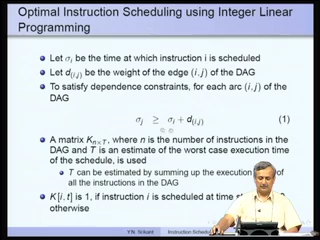 Optimal Instruction Scheduling using Integer Linear
Programming
Let σi be the time at which instruction i is scheduled
Let d(i,j) be the weight of the edge (i, j) of the DAG
To satisfy dependence constraints, for each arc (i, j) of the
DAG
σj ≥ σi + d(i,j) (1)
A matrix Kn×T, where n is the number of instructions in the
DAG and T is an estimate of the worst case execution time
of the schedule, is used
T can be estimated by summing up the execution of
all the instructions in the DAG
K[i, t] is 1, if instruction i is scheduled at time
otherwise
Y.N. Srikant Instruction